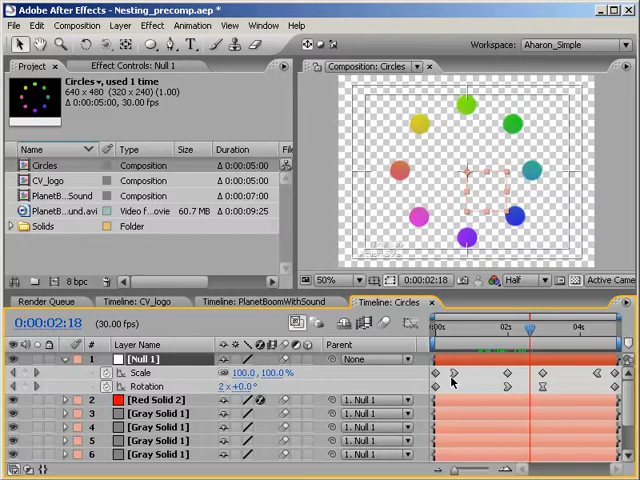 Adobe After Effects - Nesting_precomp.aep *
File Edit Composition Layer Effect Animation View Window Help
Workspace: Aharon_Simple
Project × Effect Controls: Null 1
Composition: Circles
Circles, used 1 time
640 x 480 (320 x 240) (1.00)
Δ 0:00:05:00, 30.00 fps
Name Type Size Duration File
Circles Composition Δ 0:00:05:00
CV_logo Composition Δ 0:00:05:00
PlanetB...Sound Composition Δ 0:00:07:00
PlanetB...und.avi Video f...ovie 60.7 MB Δ 0:00:09:25
Solids Folder
8 bpc
50% 0:00:02:18 Half Active Came
Render Queue Timeline: CV_logo Timeline: PlanetBoomWithSound Timeline: Circles ×
0:00:02:18 (30.00 fps)
:00s 02s 04s
# Layer Name Parent
1 [Null 1] None
Scale 100.0, 100.0%
Rotation 2 x+0.0°
2 [Red Solid 2] 1. Null 1
3 [Gray Solid 1] 1. Null 1
4 [Gray Solid 1] 1. Null 1
5 [Gray Solid 1] 1. Null 1
6 [Gray Solid 1] 1. Null 1